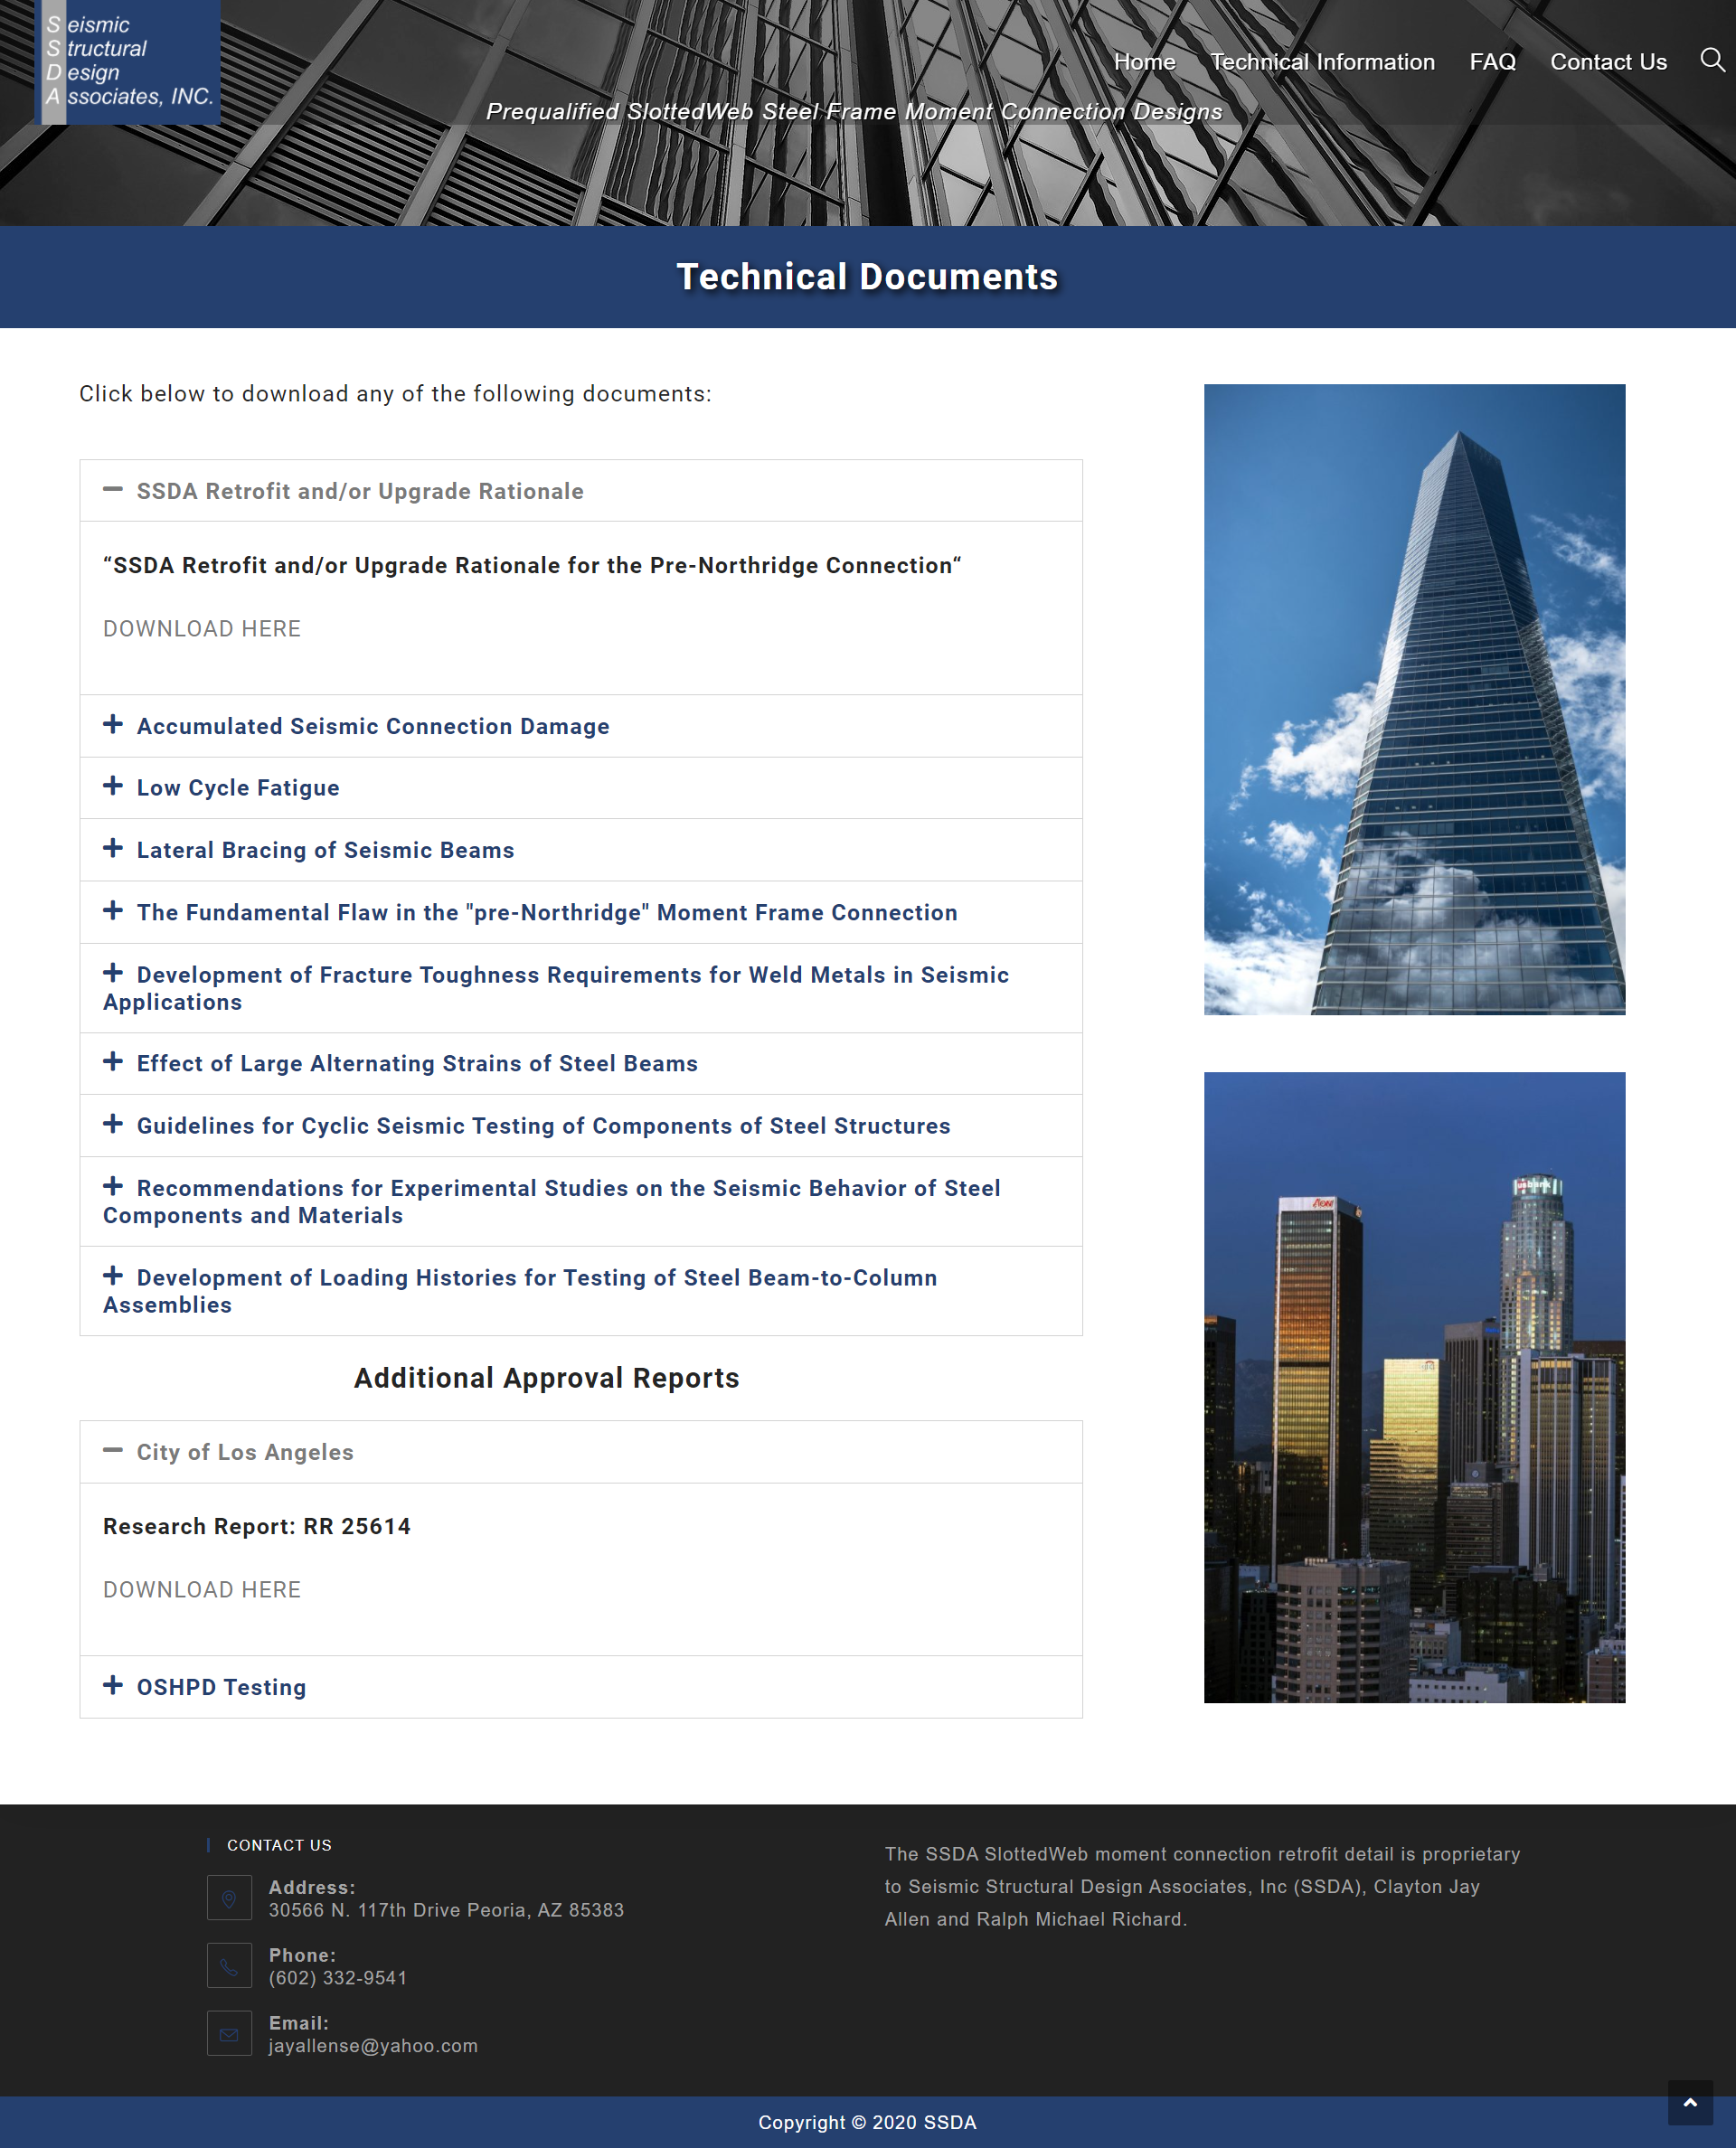 Seismic
Structural
Design
Associates, INC.
Home
Technical Information
FAQ
Contact Us
Prequalified SlottedWeb Steel Frame Moment Connection Designs
Technical Documents
Click below to download any of the following documents:
SSDA Retrofit and/or Upgrade Rationale
“SSDA Retrofit and/or Upgrade Rationale for the Pre-Northridge Connection“
DOWNLOAD HERE
Accumulated Seismic Connection Damage
Low Cycle Fatigue
Lateral Bracing of Seismic Beams
The Fundamental Flaw in the "pre-Northridge" Moment Frame Connection
Development of Fracture Toughness Requirements for Weld Metals in Seismic
Applications
Effect of Large Alternating Strains of Steel Beams
Guidelines for Cyclic Seismic Testing of Components of Steel Structures
Recommendations for Experimental Studies on the Seismic Behavior of Steel
Components and Materials
Development of Loading Histories for Testing of Steel Beam-to-Column
Assemblies
Aon
usbank
Additional Approval Reports
City of Los Angeles
Research Report: RR 25614
DOWNLOAD HERE
OSHPD Testing
CONTACT US
Address:
30566 N. 117th Drive Peoria, AZ 85383
Phone:
(602) 332-9541
Email:
jayallense@yahoo.com
The SSDA SlottedWeb moment connection retrofit detail is proprietary
to Seismic Structural Design Associates, Inc (SSDA), Clayton Jay
Allen and Ralph Michael Richard.
Copyright © 2020 SSDA